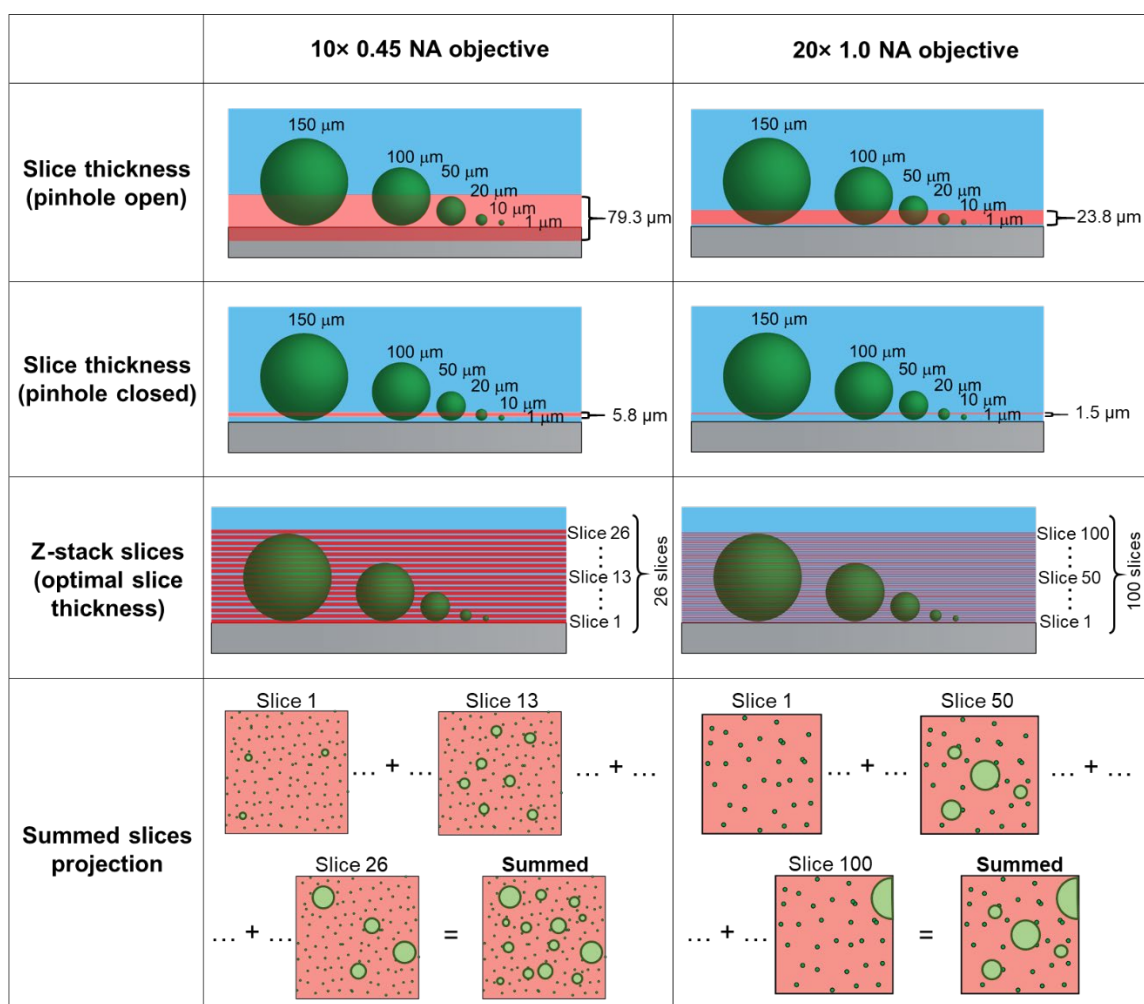 10× 0.45 NA objective
20× 1.0 NA objective
Slice thickness
(pinhole open)
150 μm
100 μm
50 μm
20 μm
10 μm
1 μm
79.3 μm
150 μm
100 μm
50 μm
20 μm
10 μm
1 μm
23.8 μm
Slice thickness
(pinhole closed)
150 μm
100 μm
50 μm
20 μm
10 μm
1 μm
5.8 μm
150 μm
100 μm
50 μm
20 μm
10 μm
1 μm
1.5 μm
Z-stack slices
(optimal slice
thickness)
Slice 26
Slice 13
Slice 1
26 slices
Slice 100
Slice 50
Slice 1
100 slices
Summed slices
projection
Slice 1
Slice 13
... + ...
... + ...
Slice 26
Summed
... + ...
=
Slice 1
Slice 50
... + ...
... + ...
Slice 100
Summed
... + ...
=